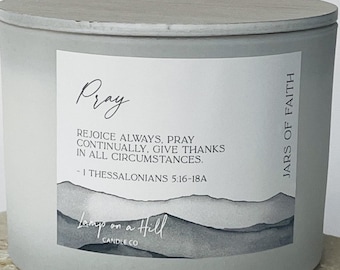 Pray
REJOICE ALWAYS, PRAY
CONTINUALLY, GIVE THANKS
IN ALL CIRCUMSTANCES.
- 1 THESSALONIANS 5:16-18A
Lamp on a Hill
CANDLE CO
JARS OF FAITH